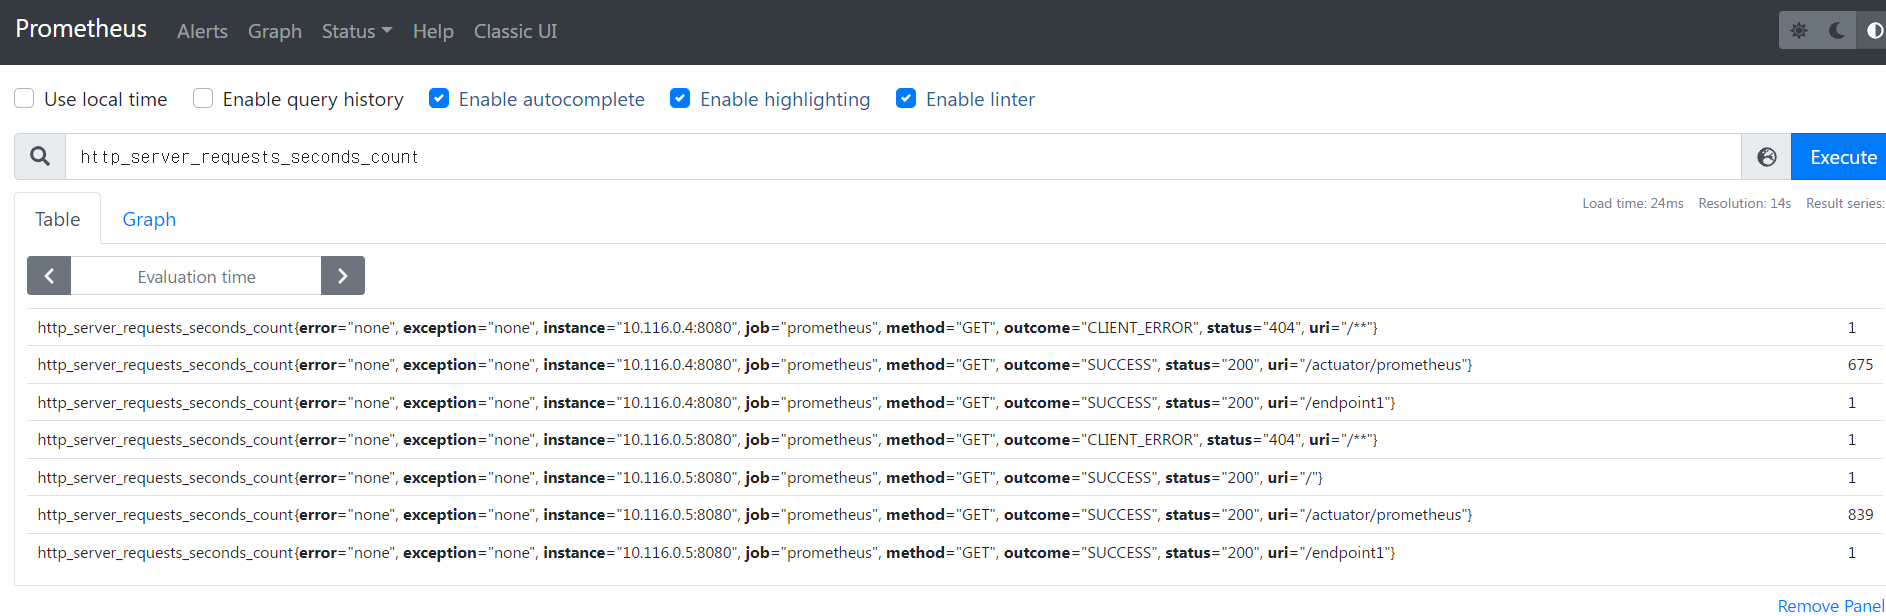 Prometheus Alerts Graph Status Help Classic UI
Use local time Enable query history Enable autocomplete Enable highlighting Enable linter
http_server_requests_seconds_count Execute
Load time: 24ms Resolution: 14s Result series:
Table Graph
Evaluation time
http_server_requests_seconds_count{error="none", exception="none", instance="10.116.0.4:8080", job="prometheus", method="GET", outcome="CLIENT_ERROR", status="404", uri="/**"} 1
http_server_requests_seconds_count{error="none", exception="none", instance="10.116.0.4:8080", job="prometheus", method="GET", outcome="SUCCESS", status="200", uri="/actuator/prometheus"} 675
http_server_requests_seconds_count{error="none", exception="none", instance="10.116.0.4:8080", job="prometheus", method="GET", outcome="SUCCESS", status="200", uri="/endpoint1"} 1
http_server_requests_seconds_count{error="none", exception="none", instance="10.116.0.5:8080", job="prometheus", method="GET", outcome="CLIENT_ERROR", status="404", uri="/**"} 1
http_server_requests_seconds_count{error="none", exception="none", instance="10.116.0.5:8080", job="prometheus", method="GET", outcome="SUCCESS", status="200", uri="/"} 1
http_server_requests_seconds_count{error="none", exception="none", instance="10.116.0.5:8080", job="prometheus", method="GET", outcome="SUCCESS", status="200", uri="/actuator/prometheus"} 839
http_server_requests_seconds_count{error="none", exception="none", instance="10.116.0.5:8080", job="prometheus", method="GET", outcome="SUCCESS", status="200", uri="/endpoint1"} 1
Remove Panel